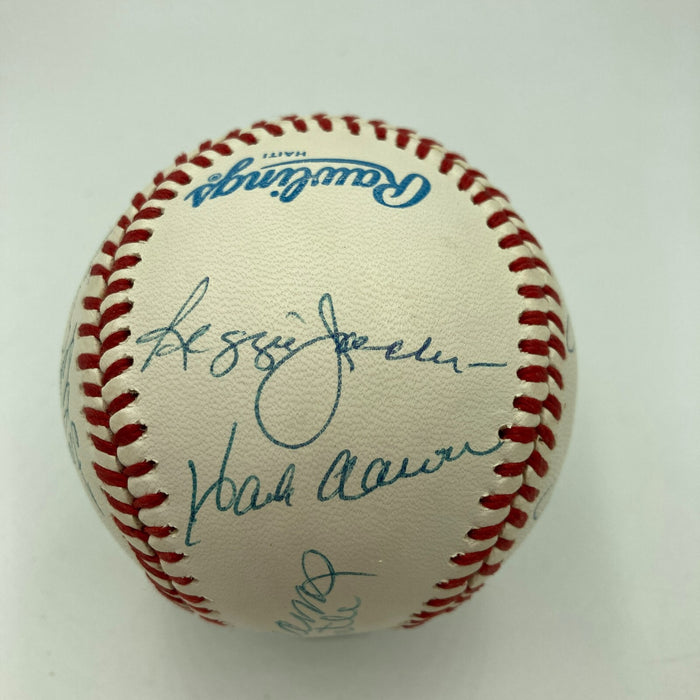 Rawlings®
HAITI
Reggie Jackson
Hank Aaron